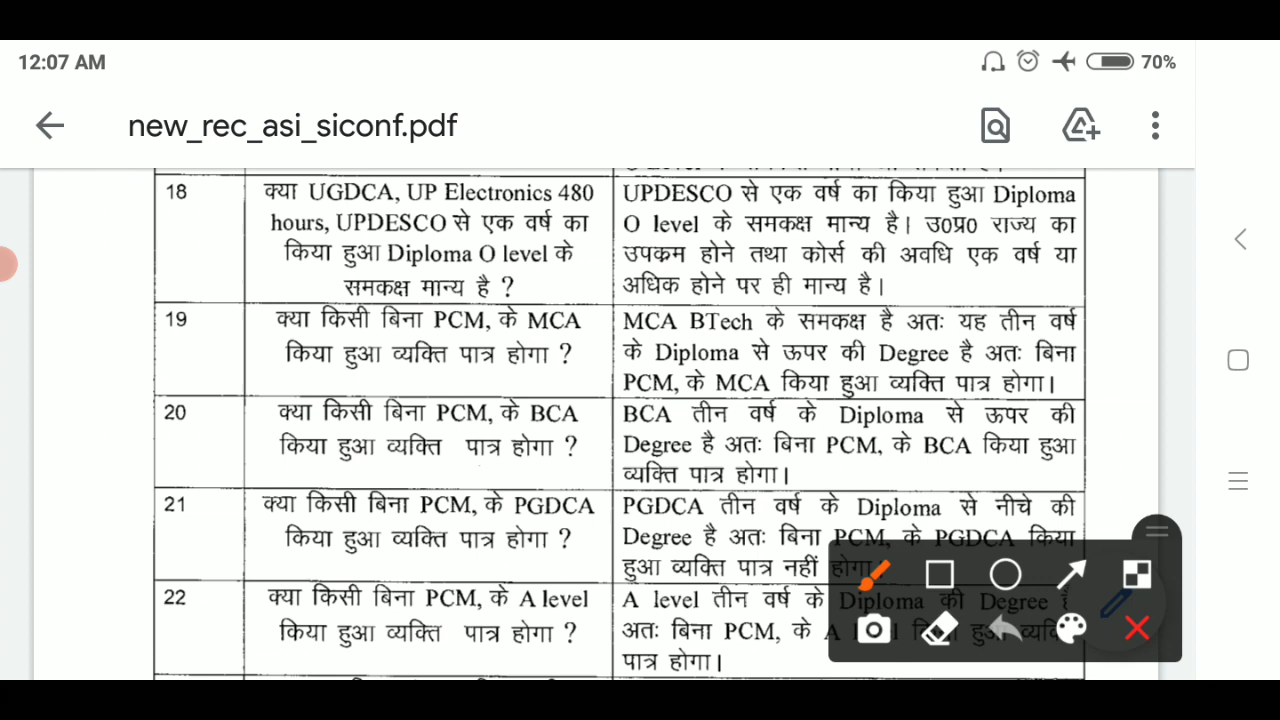 12:07 AM
70%
new_rec_asi_siconf.pdf
18
क्या UGDCA, UP Electronics 480
hours, UPDESCO से एक वर्ष का
किया हुआ Diploma O level के
समकक्ष मान्य है ?
UPDESCO से एक वर्ष का किया हुआ Diploma
O level के समकक्ष मान्य है। उ0प्र0 राज्य का
उपक्रम होने तथा कोर्स की अवधि एक वर्ष या
अधिक होने पर ही मान्य है।
19
क्या किसी बिना PCM, के MCA
किया हुआ व्यक्ति पात्र होगा ?
MCA BTech के समकक्ष है अतः यह तीन वर्ष
के Diploma से ऊपर की Degree है अतः बिना
PCM, के MCA किया हुआ व्यक्ति पात्र होगा।
20
क्या किसी बिना PCM, के BCA
किया हुआ व्यक्ति पात्र होगा ?
BCA तीन वर्ष के Diploma से ऊपर की
Degree है अतः बिना PCM, के BCA किया हुआ
व्यक्ति पात्र होगा।
21
क्या किसी बिना PCM, के PGDCA
किया हुआ व्यक्ति पात्र होगा ?
PGDCA तीन वर्ष के Diploma से नीचे की
Degree है अतः बिना PCM, के PGDCA किया
हुआ व्यक्ति पात्र नहीं होगा।
22
क्या किसी बिना PCM, के A level
किया हुआ व्यक्ति पात्र होगा ?
A level तीन वर्ष के Diploma की Degree है
अतः बिना PCM, के A हुआ
पात्र होगा।